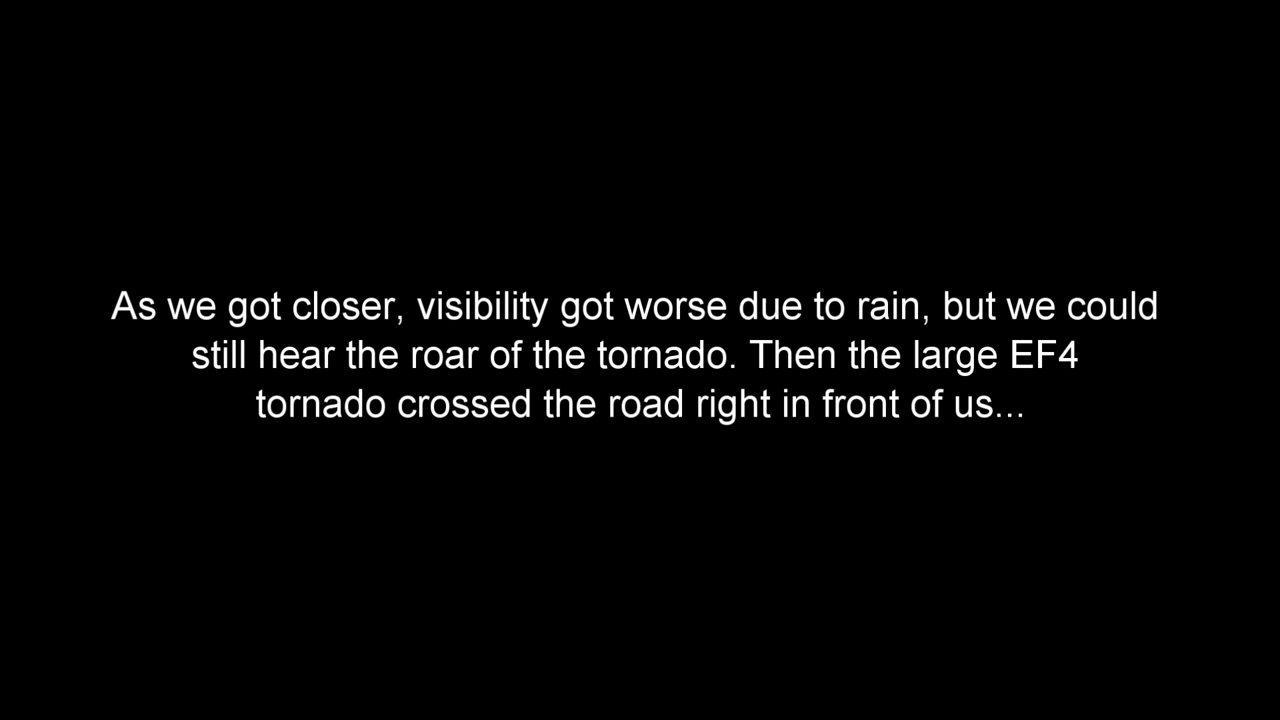 As we got closer, visibility got worse due to rain, but we could
still hear the roar of the tornado. Then the large EF4
tornado crossed the road right in front of us...